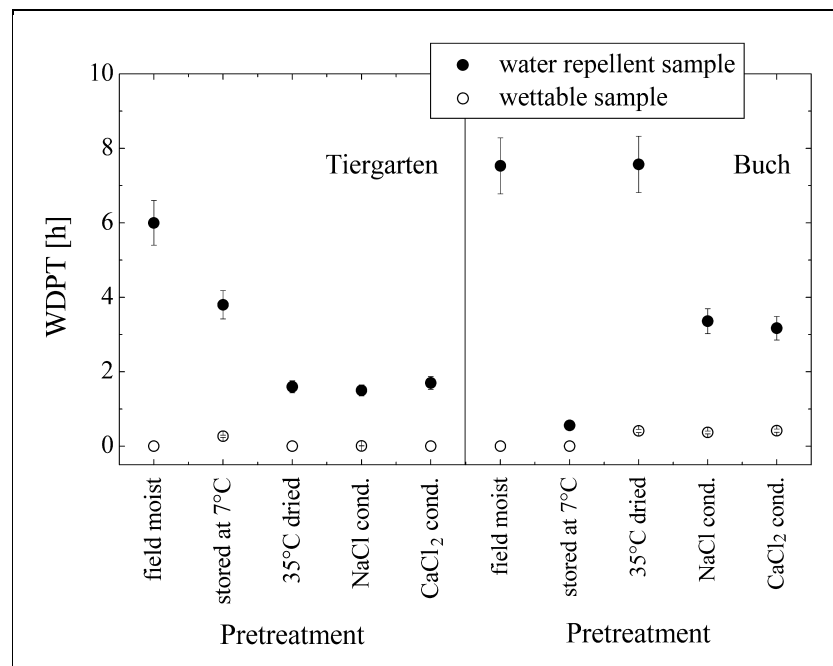 water repellent sample
wettable sample
Tiergarten
Buch
WDPT [h]
10
8
6
4
2
0
field moist
stored at 7°C
35°C dried
NaCl cond.
CaCl₂ cond.
field moist
stored at 7°C
35°C dried
NaCl cond.
CaCl₂ cond.
Pretreatment
Pretreatment